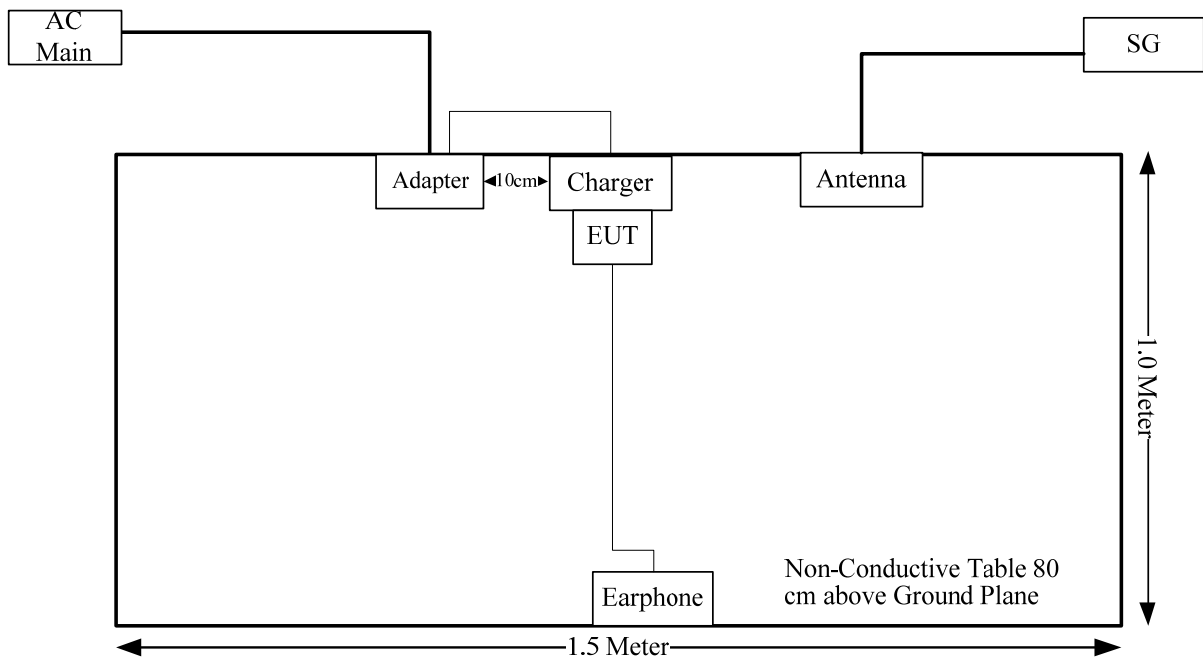 AC
Main
SG
Adapter
10cm
Charger
Antenna
EUT
1.0 Meter
Non-Conductive Table 80
cm above Ground Plane
Earphone
1.5 Meter